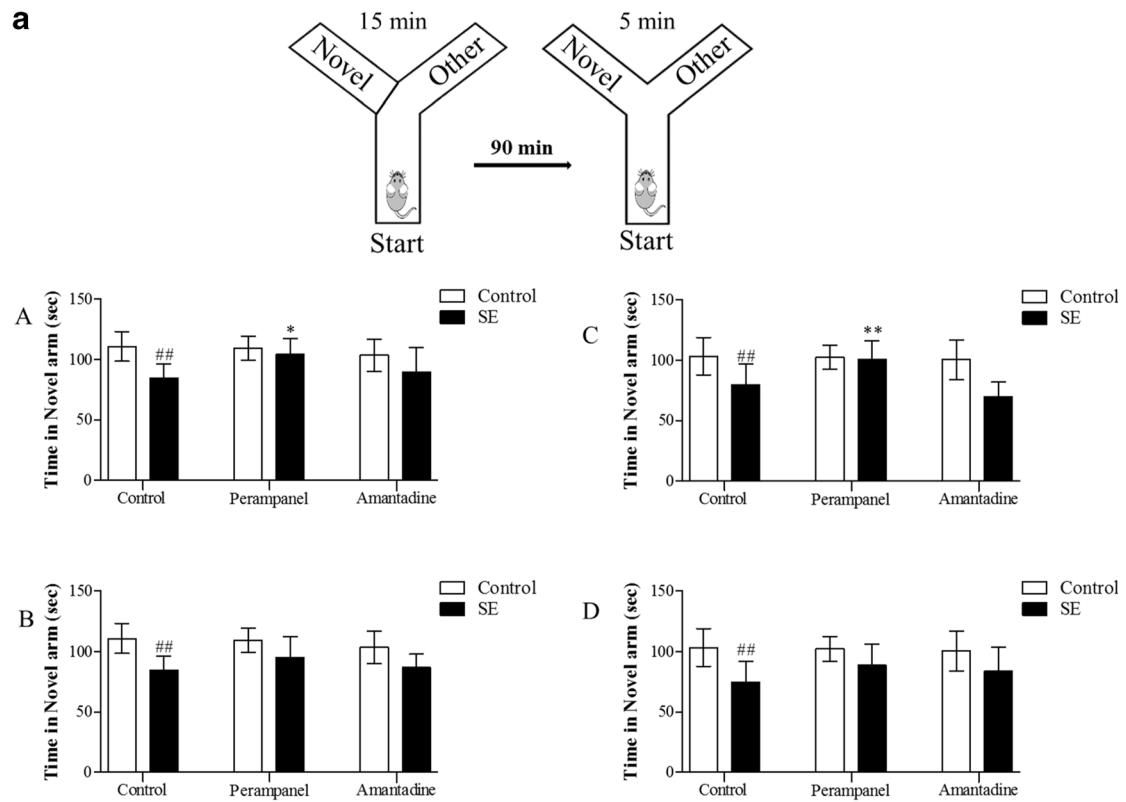 a
15 min
5 min
Novel
Other
Novel
Other
90 min
Start
Start
A
Time in Novel arm (sec)
150
100
50
0
##
*
Control
Perampanel
Amantadine
Control
SE
C
Time in Novel arm (sec)
150
100
50
0
##
**
Control
Perampanel
Amantadine
Control
SE
B
Time in Novel arm (sec)
150
100
50
0
##
Control
Perampanel
Amantadine
Control
SE
D
Time in Novel arm (sec)
150
100
50
0
##
Control
Perampanel
Amantadine
Control
SE